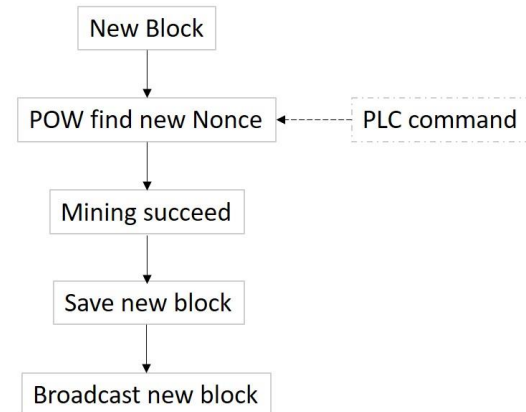 New Block
POW find new Nonce
PLC command
Mining succeed
Save new block
Broadcast new block